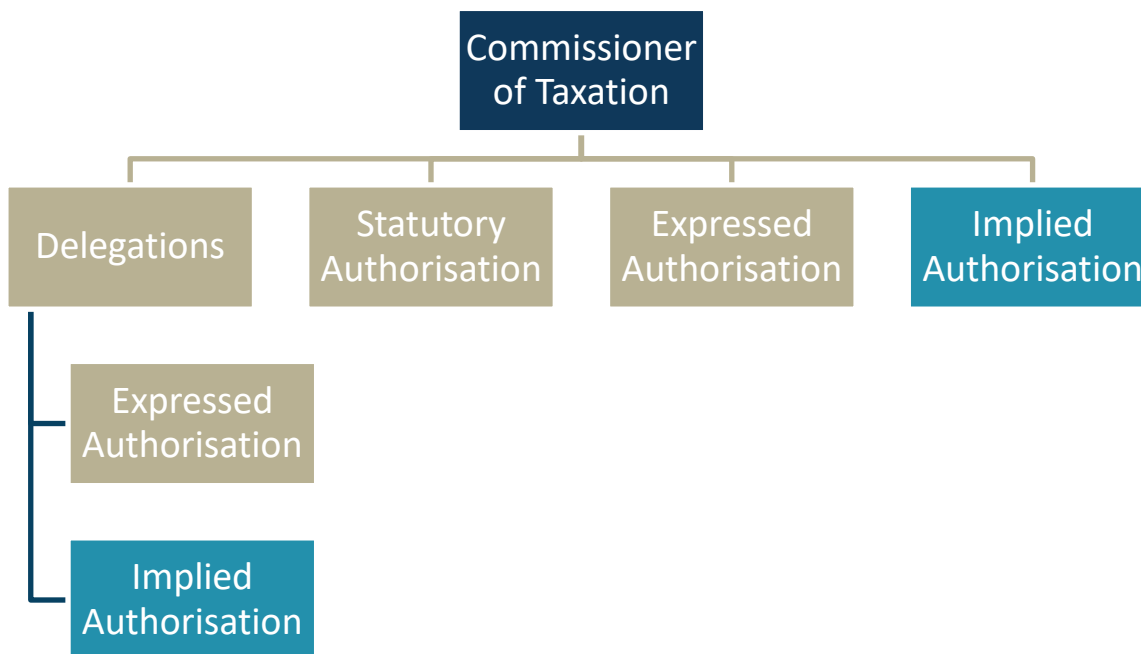 Commissioner
of Taxation
Delegations
Statutory
Authorisation
Expressed
Authorisation
Implied
Authorisation
Expressed
Authorisation
Implied
Authorisation